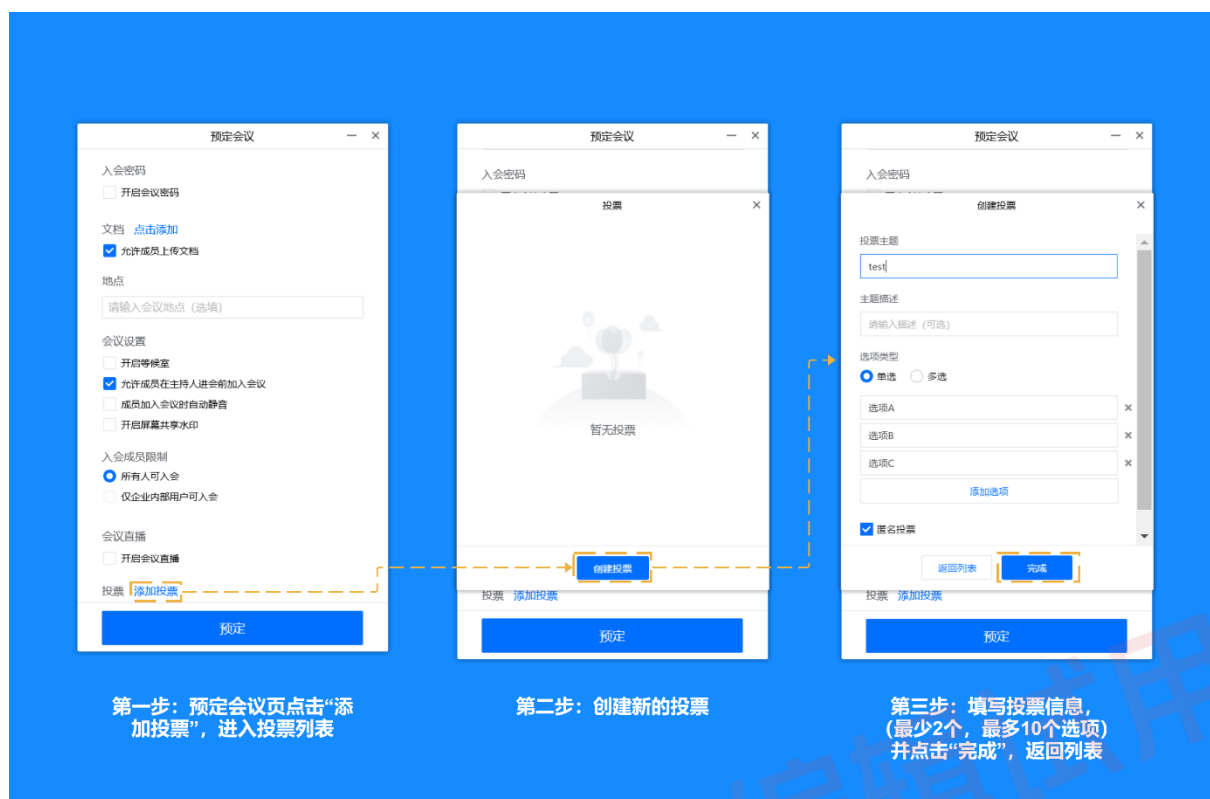 预定会议
入会密码
开启会议密码
文档 点击添加
允许成员上传文档
地点
请输入会议地点（选填）
会议设置
开启等候室
允许成员在主持人进会前加入会议
成员加入会议时自动静音
开启屏幕共享水印
入会成员限制
所有人可入会
仅企业内部用户可入会
会议直播
开启会议直播
投票 添加投票
预定
第一步：预定会议页点击“添
加投票”，进入投票列表
预定会议
入会密码
投票
暂无投票
创建投票
投票 添加投票
预定
第二步：创建新的投票
预定会议
入会密码
创建投票
投票主题
test
主题描述
请输入描述（可选）
选项类型
单选 多选
选项A
选项B
选项C
添加选项
匿名投票
返回列表 完成
投票 添加投票
预定
第三步：填写投票信息，
(最少2个，最多10个选项)
并点击“完成”，返回列表
编辑试用